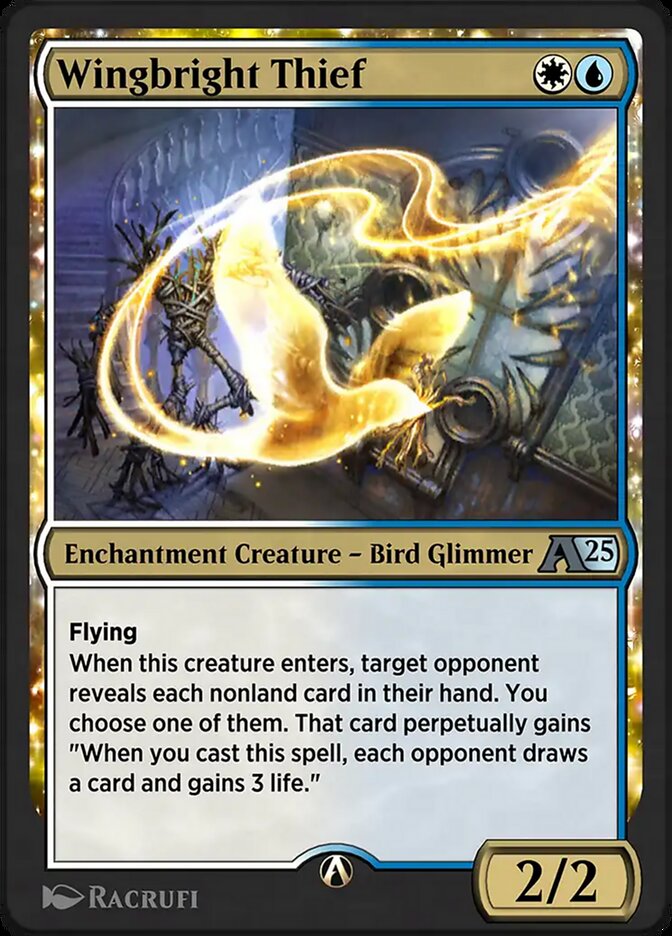 Wingbright Thief
Enchantment Creature – Bird Glimmer
A25
Flying
When this creature enters, target opponent
reveals each nonland card in their hand. You
choose one of them. That card perpetually gains
"When you cast this spell, each opponent draws
a card and gains 3 life."
2/2
Racrufi